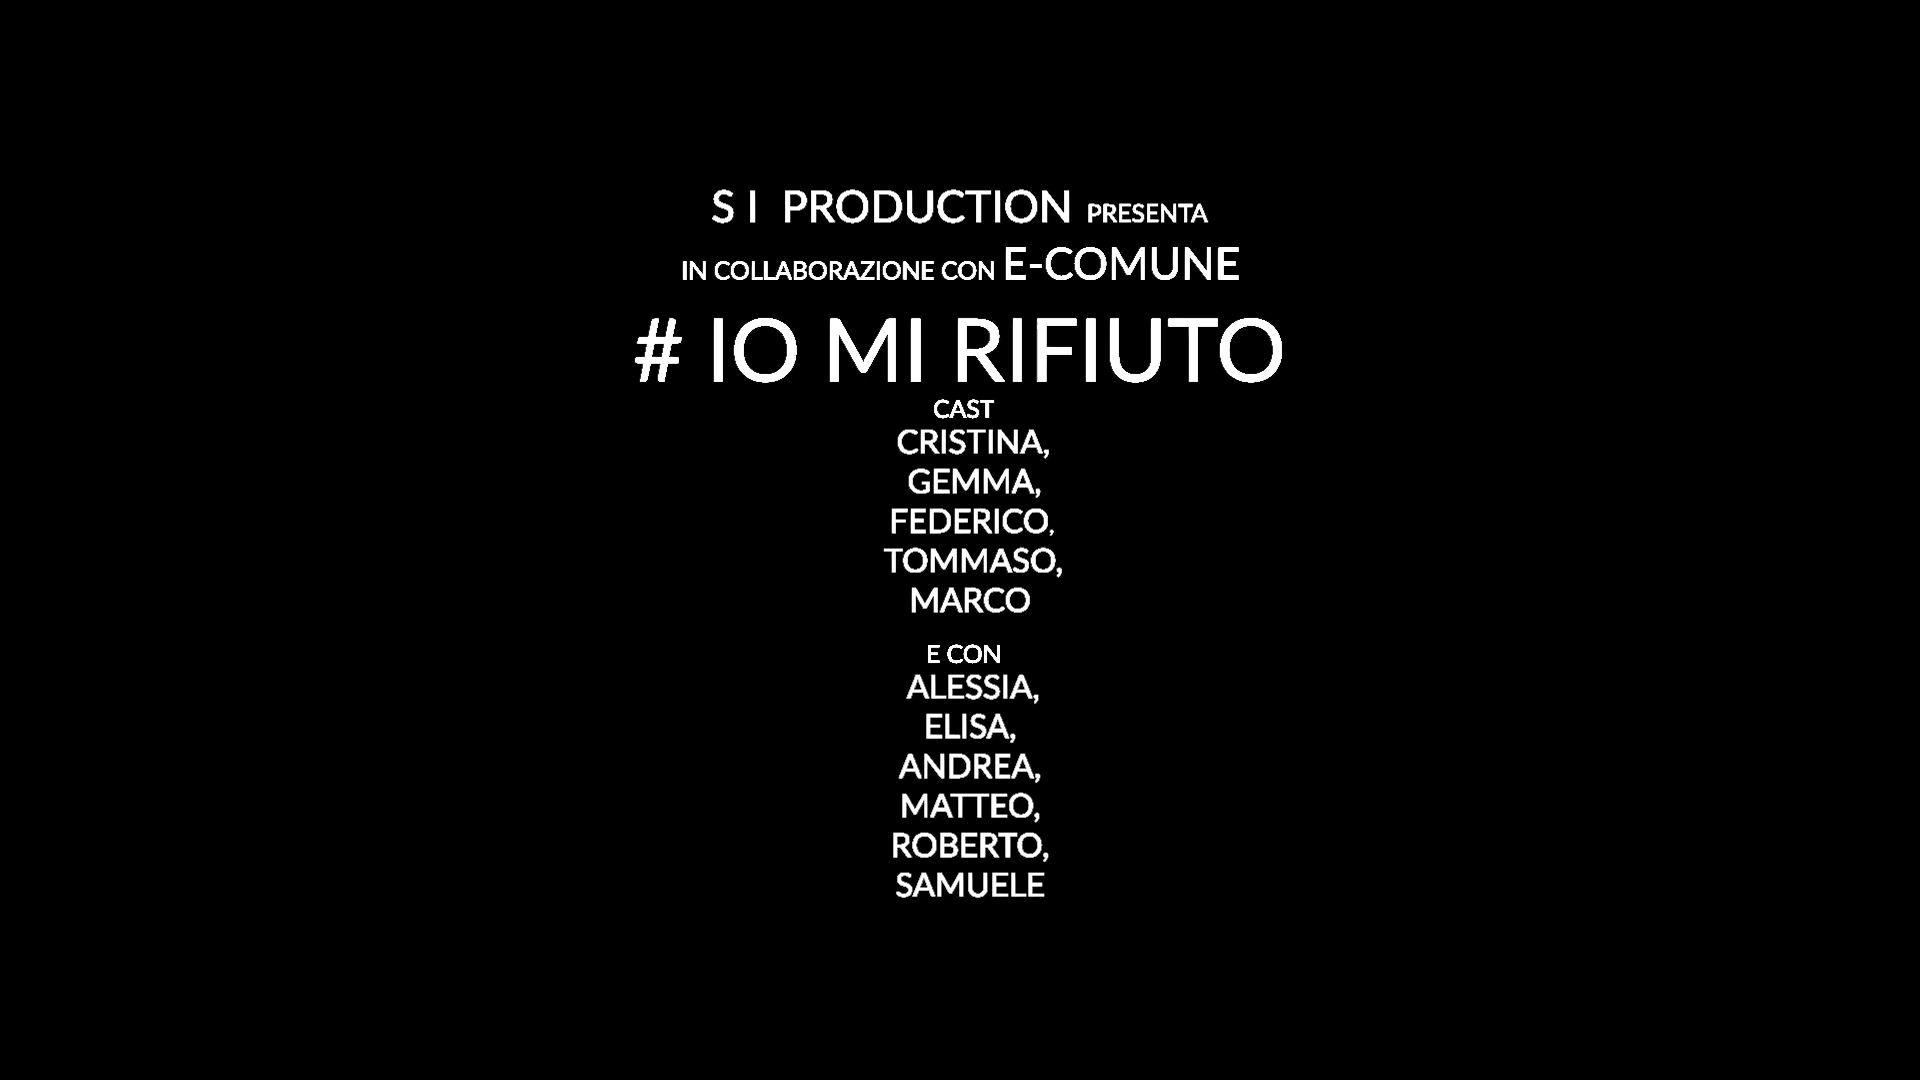 S I PRODUCTION PRESENTA
IN COLLABORAZIONE CON E-COMUNE
# IO MI RIFIUTO
CAST
CRISTINA,
GEMMA,
FEDERICO,
TOMMASO,
MARCO
E CON
ALESSIA,
ELISA,
ANDREA,
MATTEO,
ROBERTO,
SAMUELE